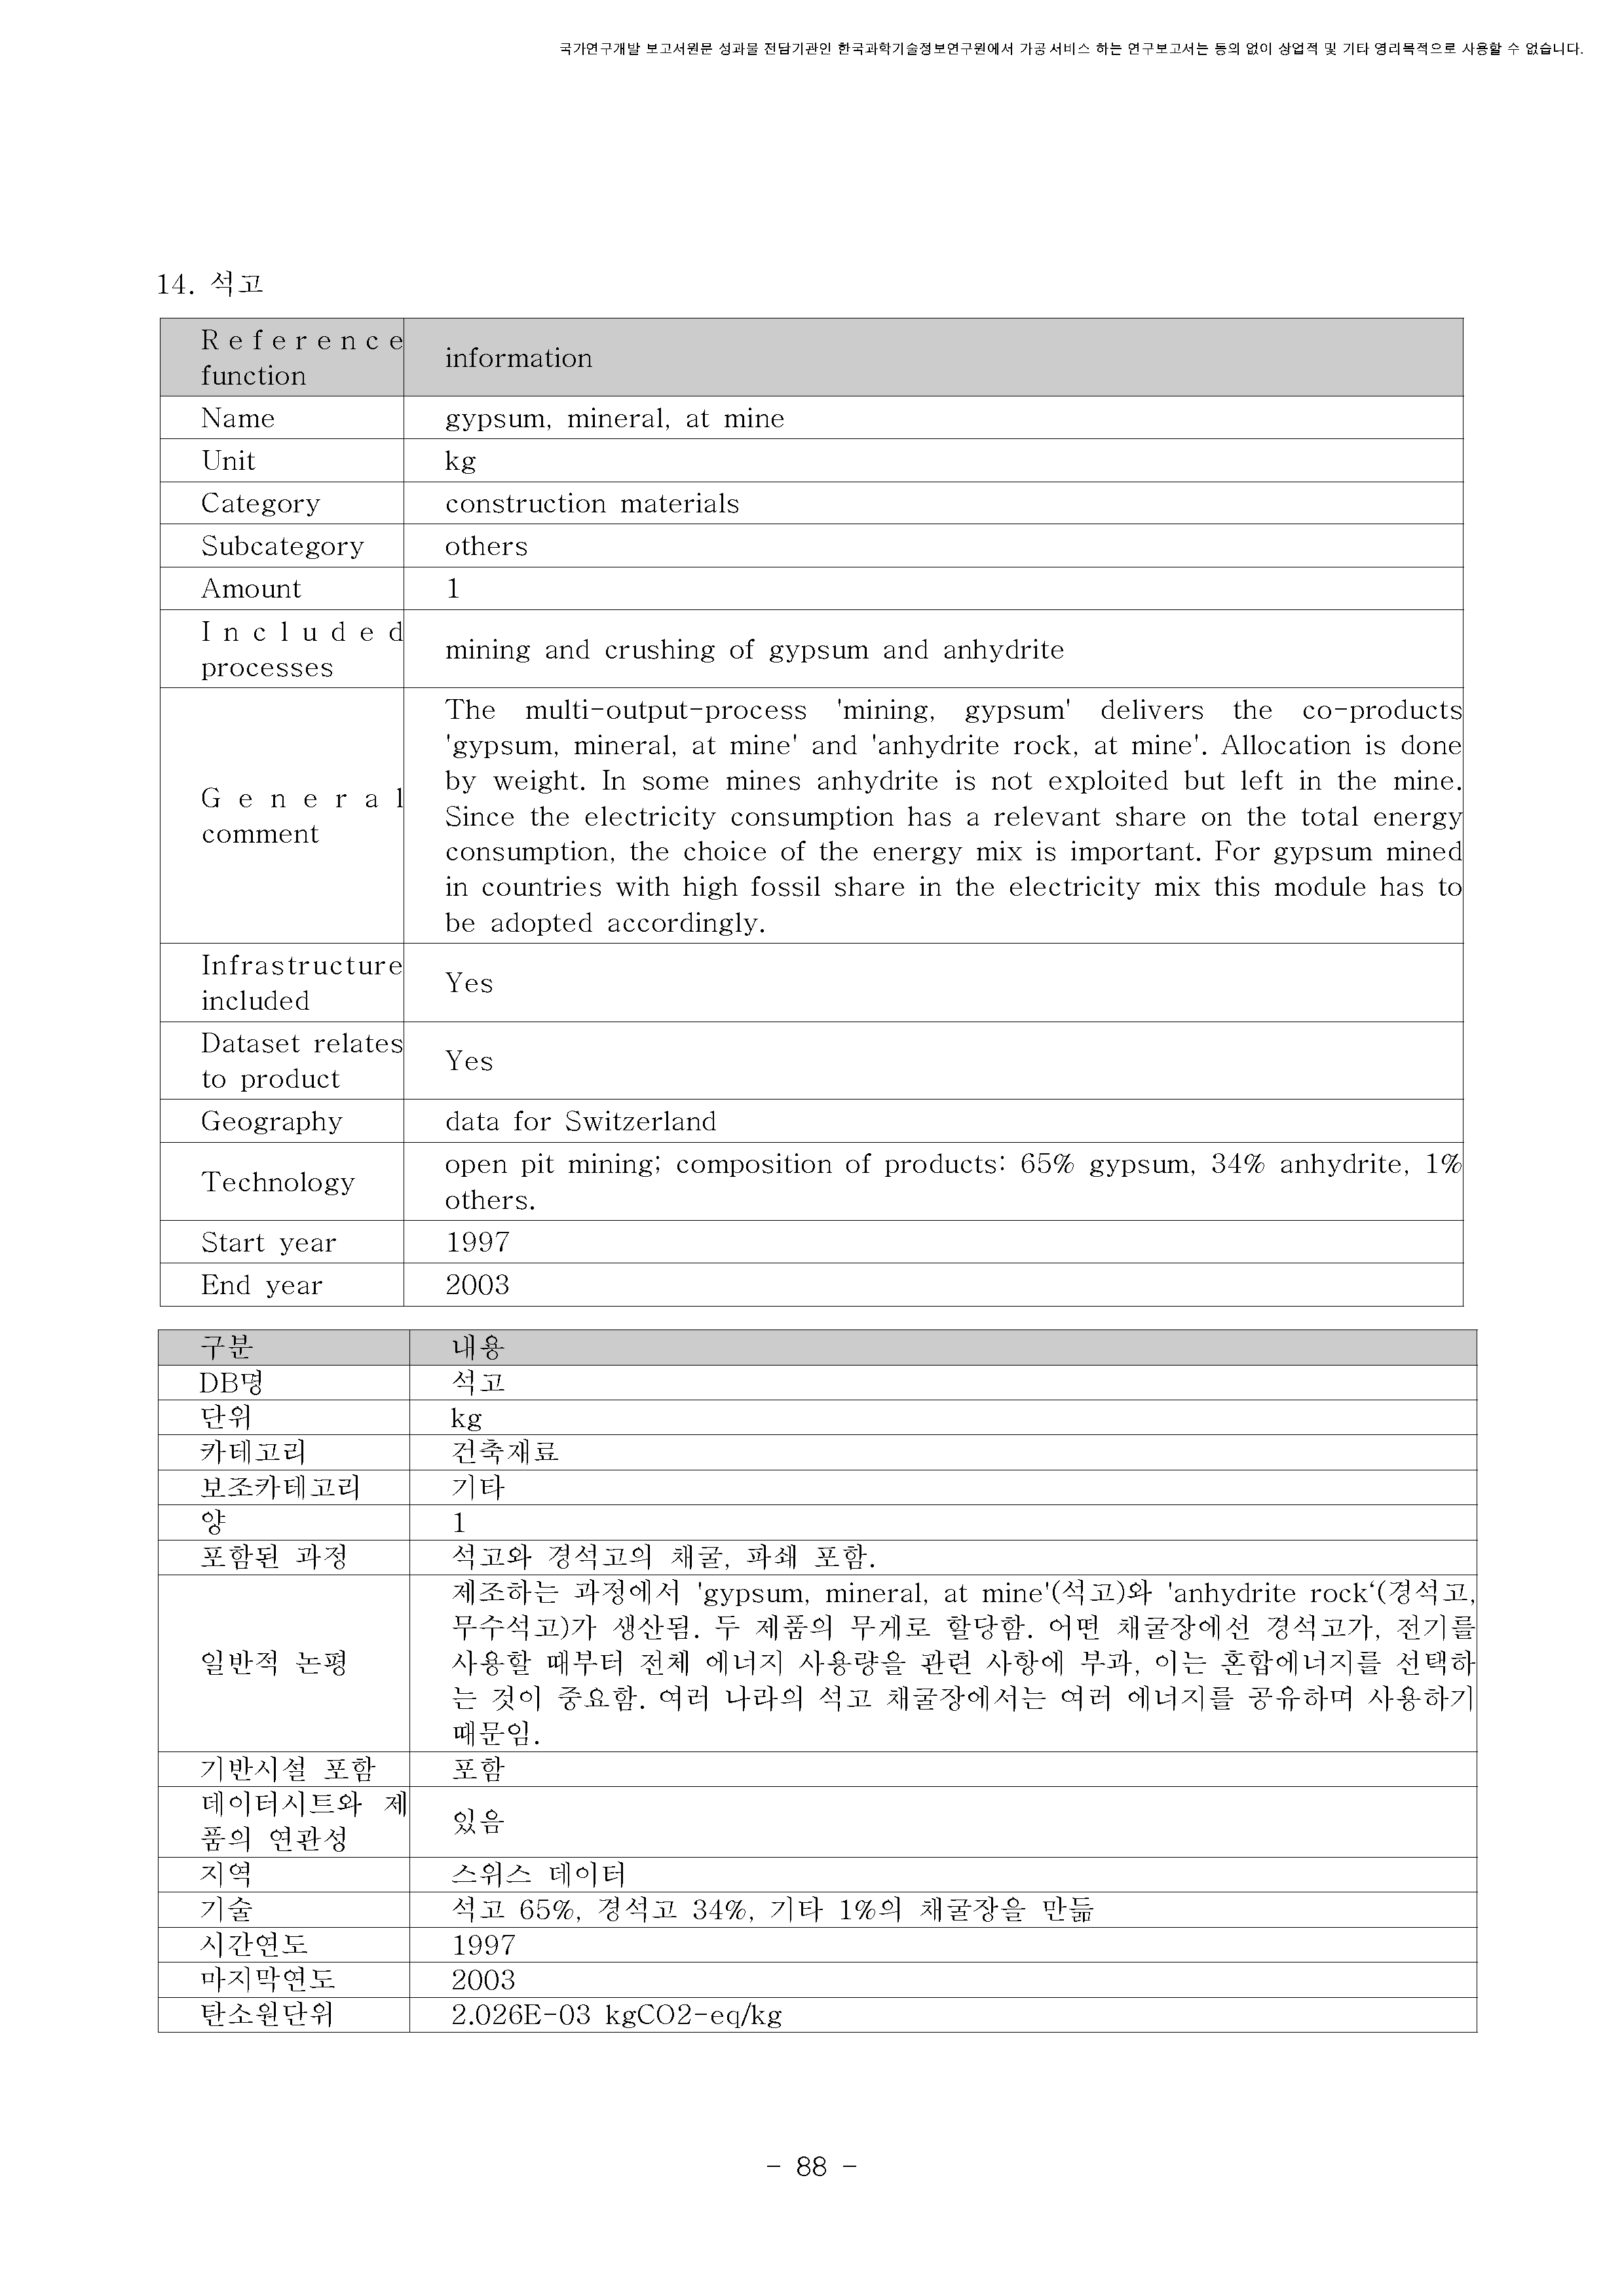 국가연구개발 보고서원문 성과물 전담기관인 한국과학기술정보연구원에서 가공·서비스 하는 연구보고서는 동의 없이 상업적 및 기타 영리목적으로 사용할 수 없습니다.
14. 석고
Reference function information
Name gypsum, mineral, at mine
Unit kg
Category construction materials
Subcategory others
Amount 1
Included processes mining and crushing of gypsum and anhydrite
General comment
The multi-output-process 'mining, gypsum' delivers the co-products
'gypsum, mineral, at mine' and 'anhydrite rock, at mine'. Allocation is done
by weight. In some mines anhydrite is not exploited but left in the mine.
Since the electricity consumption has a relevant share on the total energy
consumption, the choice of the energy mix is important. For gypsum mined
in countries with high fossil share in the electricity mix this module has to
be adopted accordingly.
Infrastructure included Yes
Dataset relates to product Yes
Geography data for Switzerland
Technology
open pit mining; composition of products: 65% gypsum, 34% anhydrite, 1%
others.
Start year 1997
End year 2003
구분 내용
DB명 석고
단위 kg
카테고리 건축재료
보조카테고리 기타
양 1
포함된 과정 석고와 경석고의 채굴, 파쇄 포함.
일반적 논평
제조하는 과정에서 'gypsum, mineral, at mine'(석고)와 'anhydrite rock‘(경석고,
무수석고)가 생산됨. 두 제품의 무게로 할당함. 어떤 채굴장에선 경석고가, 전기를
사용할 때부터 전체 에너지 사용량을 관련 사항에 부과, 이는 혼합에너지를 선택하
는 것이 중요함. 여러 나라의 석고 채굴장에서는 여러 에너지를 공유하며 사용하기
때문임.
기반시설 포함 포함
데이터시트와 제
품의 연관성 있음
지역 스위스 데이터
기술 석고 65%, 경석고 34%, 기타 1%의 채굴장을 만듦
시간연도 1997
마지막연도 2003
탄소원단위 2.026E-03 kgCO2-eq/kg
- 88 -